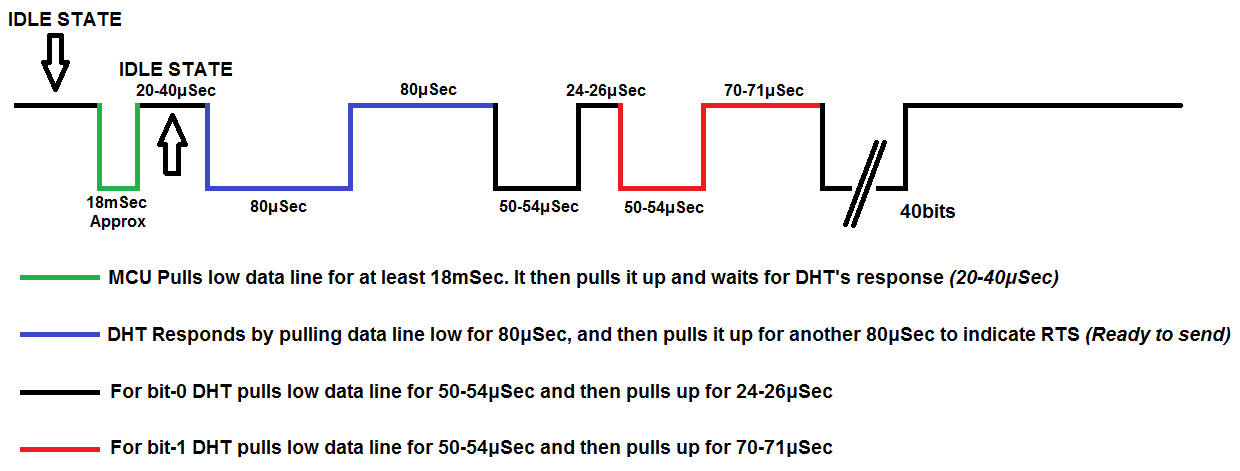 IDLE STATE
IDLE STATE
20-40µSec
80µSec
24-26µSec
70-71µSec
18mSec
Approx
80µSec
50-54µSec
50-54µSec
40bits
MCU Pulls low data line for at least 18mSec. It then pulls it up and waits for DHT's response (20-40µSec)
DHT Responds by pulling data line low for 80µSec, and then pulls it up for another 80µSec to indicate RTS (Ready to send)
For bit-0 DHT pulls low data line for 50-54µSec and then pulls up for 24-26µSec
For bit-1 DHT pulls low data line for 50-54µSec and then pulls up for 70-71µSec